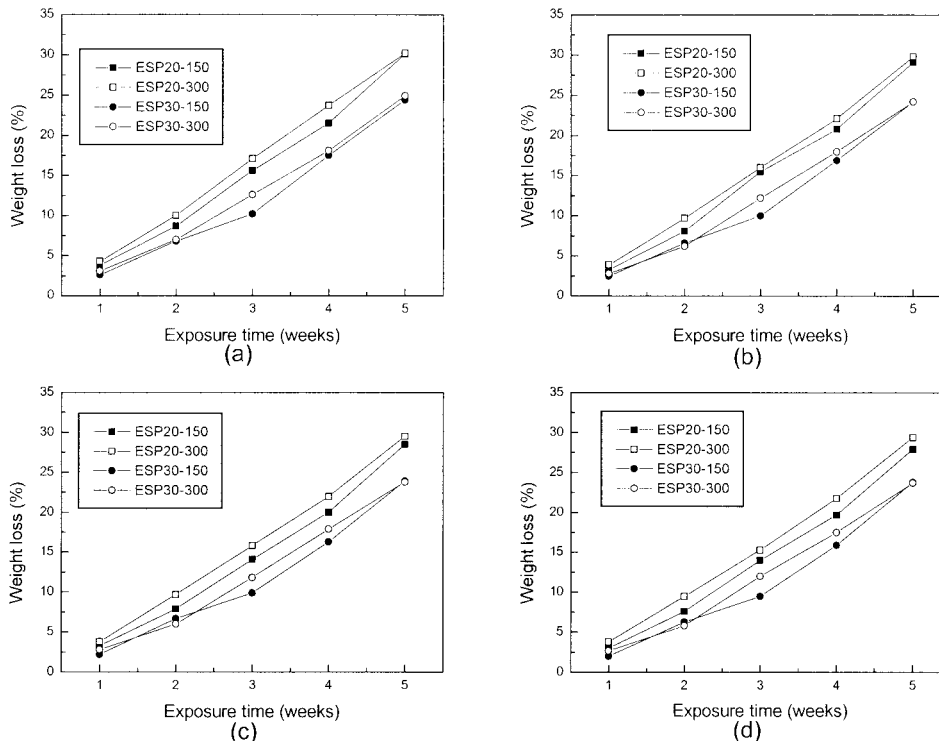 35
30
25
20
15
10
5
0
Weight loss (%)
ESP20-150
ESP20-300
ESP30-150
ESP30-300
1 2 3 4 5
Exposure time (weeks)
(a)
35
30
25
20
15
10
5
0
Weight loss (%)
ESP20-150
ESP20-300
ESP30-150
ESP30-300
1 2 3 4 5
Exposure time (weeks)
(b)
35
30
25
20
15
10
5
0
Weight loss (%)
ESP20-150
ESP20-300
ESP30-150
ESP30-300
1 2 3 4 5
Exposure time (weeks)
(c)
35
30
25
20
15
10
5
0
Weight loss (%)
ESP20-150
ESP20-300
ESP30-150
ESP30-300
1 2 3 4 5
Exposure time (weeks)
(d)